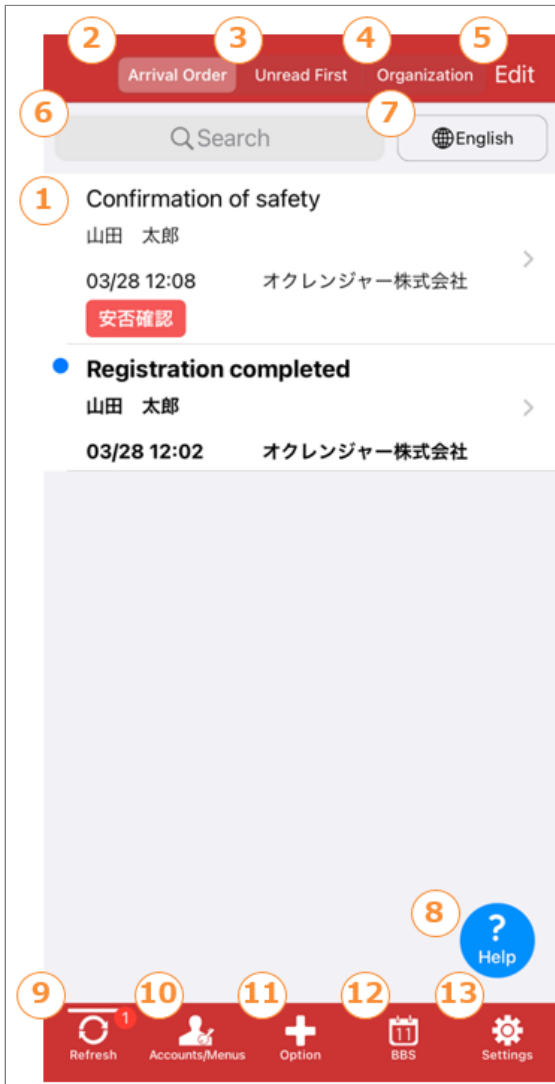 2 3 4 5
Arrival Order Unread First Organization Edit
6 7
Search English
1 Confirmation of safety
山田　太郎
03/28 12:08 オクレンジャー株式会社
安否確認
Registration completed
山田　太郎
03/28 12:02 オクレンジャー株式会社
8 ?
Help
9 10 11 12 13
1 11
Refresh Accounts/Menus Option BBS Settings